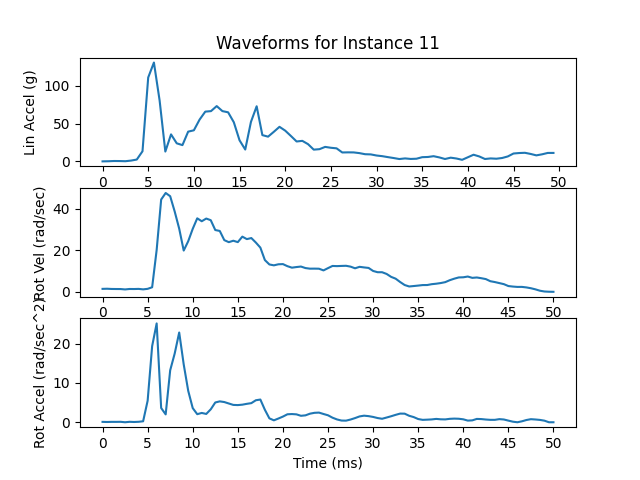 Waveforms for Instance 11
Lin Accel (g)
100
50
0
0 5 10 15 20 25 30 35 40 45 50
Rot Vel (rad/sec)
40
20
0
0 5 10 15 20 25 30 35 40 45 50
Rot Accel (rad/sec^2)
20
10
0
0 5 10 15 20 25 30 35 40 45 50
Time (ms)